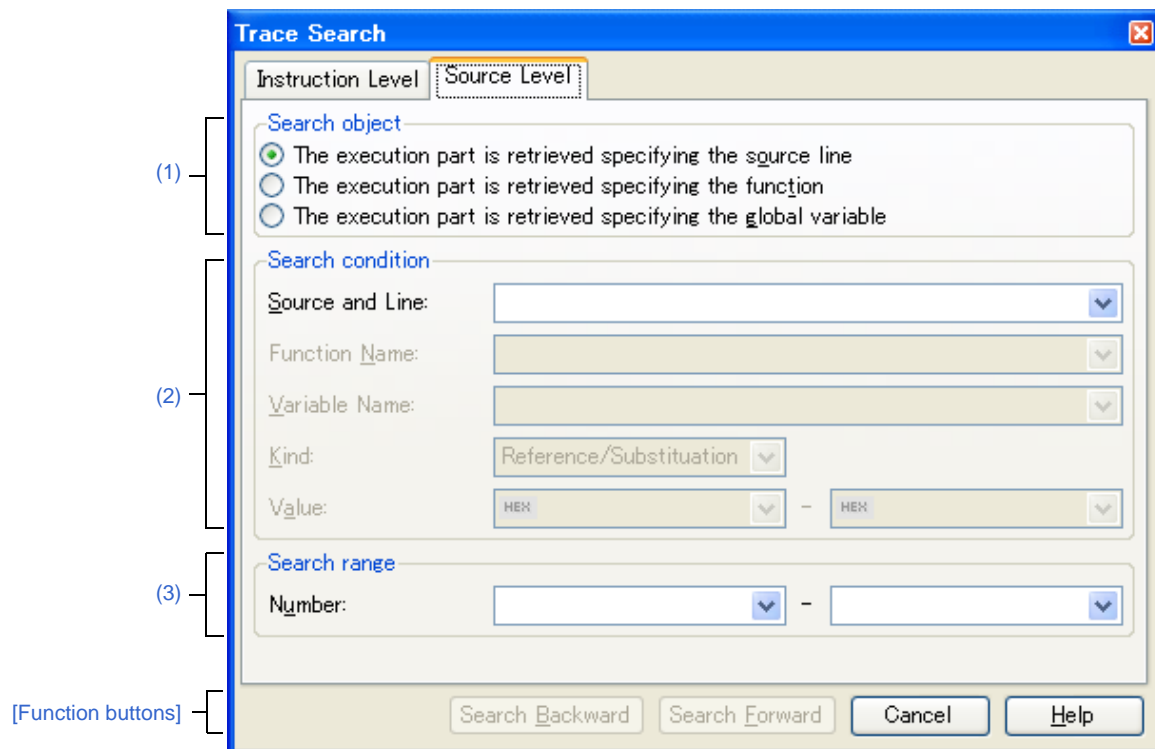 Trace Search
Instruction Level Source Level
(1)
Search object
The execution part is retrieved specifying the source line
The execution part is retrieved specifying the function
The execution part is retrieved specifying the global variable
(2)
Search condition
Source and Line:
Function Name:
Variable Name:
Kind: Reference/Substituation
Value: HEX - HEX
(3)
Search range
Number: -
[Function buttons]
Search Backward Search Forward Cancel Help